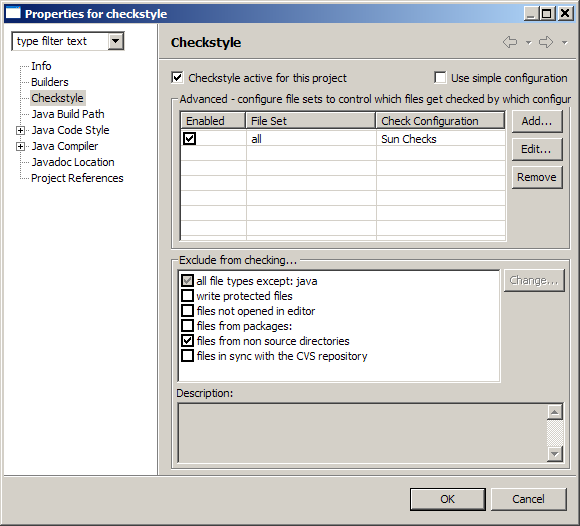 Properties for checkstyle
type filter text
Info
Builders
Checkstyle
Java Build Path
Java Code Style
Java Compiler
Javadoc Location
Project References
Checkstyle
Checkstyle active for this project
Use simple configuration
Advanced - configure file sets to control which files get checked by which configur
Enabled File Set Check Configuration
all Sun Checks
Add...
Edit...
Remove
Exclude from checking...
all file types except: java
write protected files
files not opened in editor
files from packages:
files from non source directories
files in sync with the CVS repository
Change...
Description:
OK Cancel